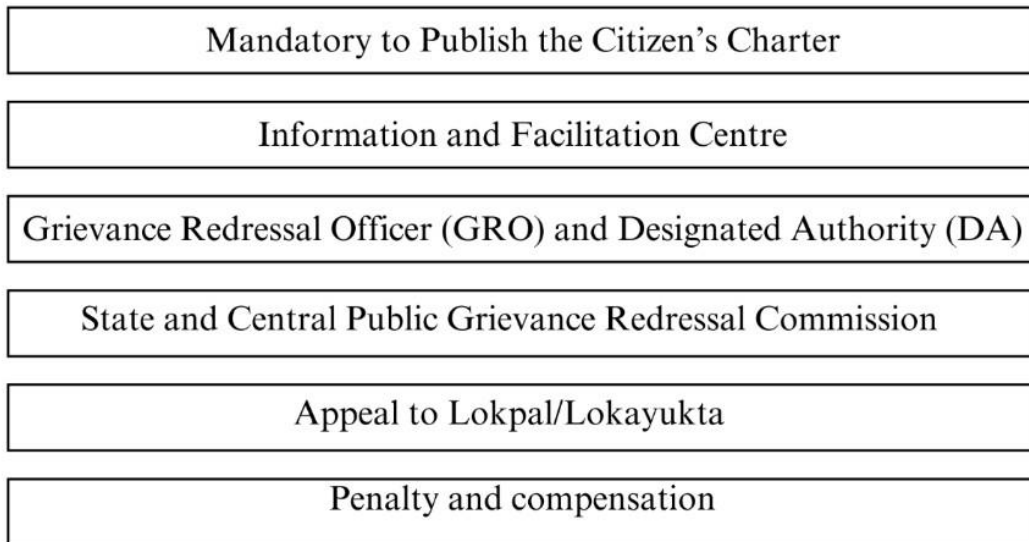 Mandatory to Publish the Citizen’s Charter
Information and Facilitation Centre
Grievance Redressal Officer (GRO) and Designated Authority (DA)
State and Central Public Grievance Redressal Commission
Appeal to Lokpal/Lokayukta
Penalty and compensation